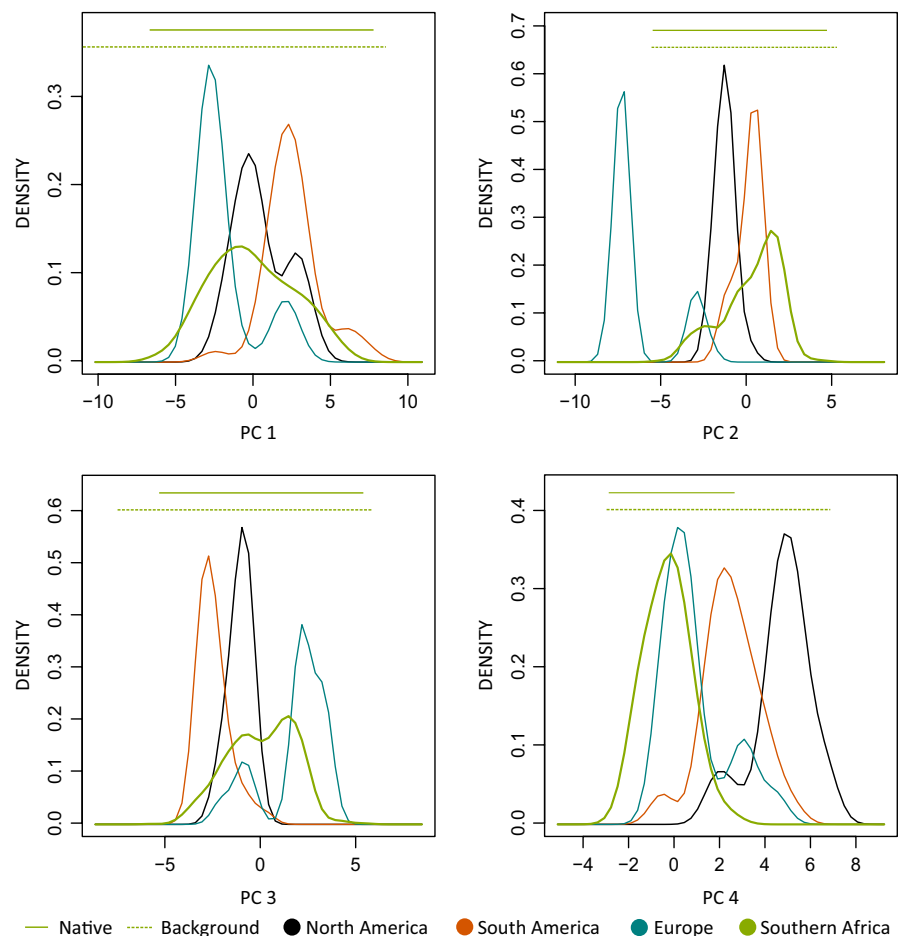 0.0 0.1 0.2 0.3
DENSITY
−10 −5 0 5 10
PC 1
0.0 0.1 0.2 0.3 0.4 0.5 0.6 0.7
DENSITY
−10 −5 0 5
PC 2
0.0 0.1 0.2 0.3 0.4 0.5 0.6
DENSITY
−5 0 5
PC 3
0.0 0.1 0.2 0.3 0.4
DENSITY
−4 −2 0 2 4 6 8
PC 4
Native Background North America South America Europe Southern Africa